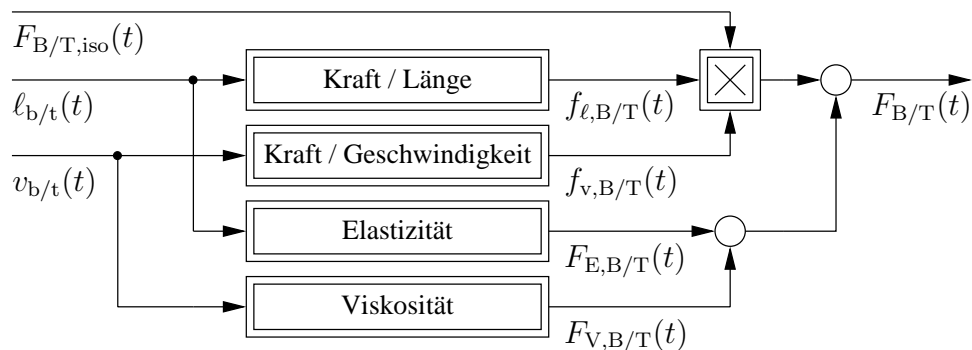 F_{B/T,iso}(t)
Kraft / Länge
ℓ_{b/t}(t)
f_{ℓ,B/T}(t)
F_{B/T}(t)
Kraft / Geschwindigkeit
v_{b/t}(t)
f_{v,B/T}(t)
Elastizität
F_{E,B/T}(t)
Viskosität
F_{V,B/T}(t)